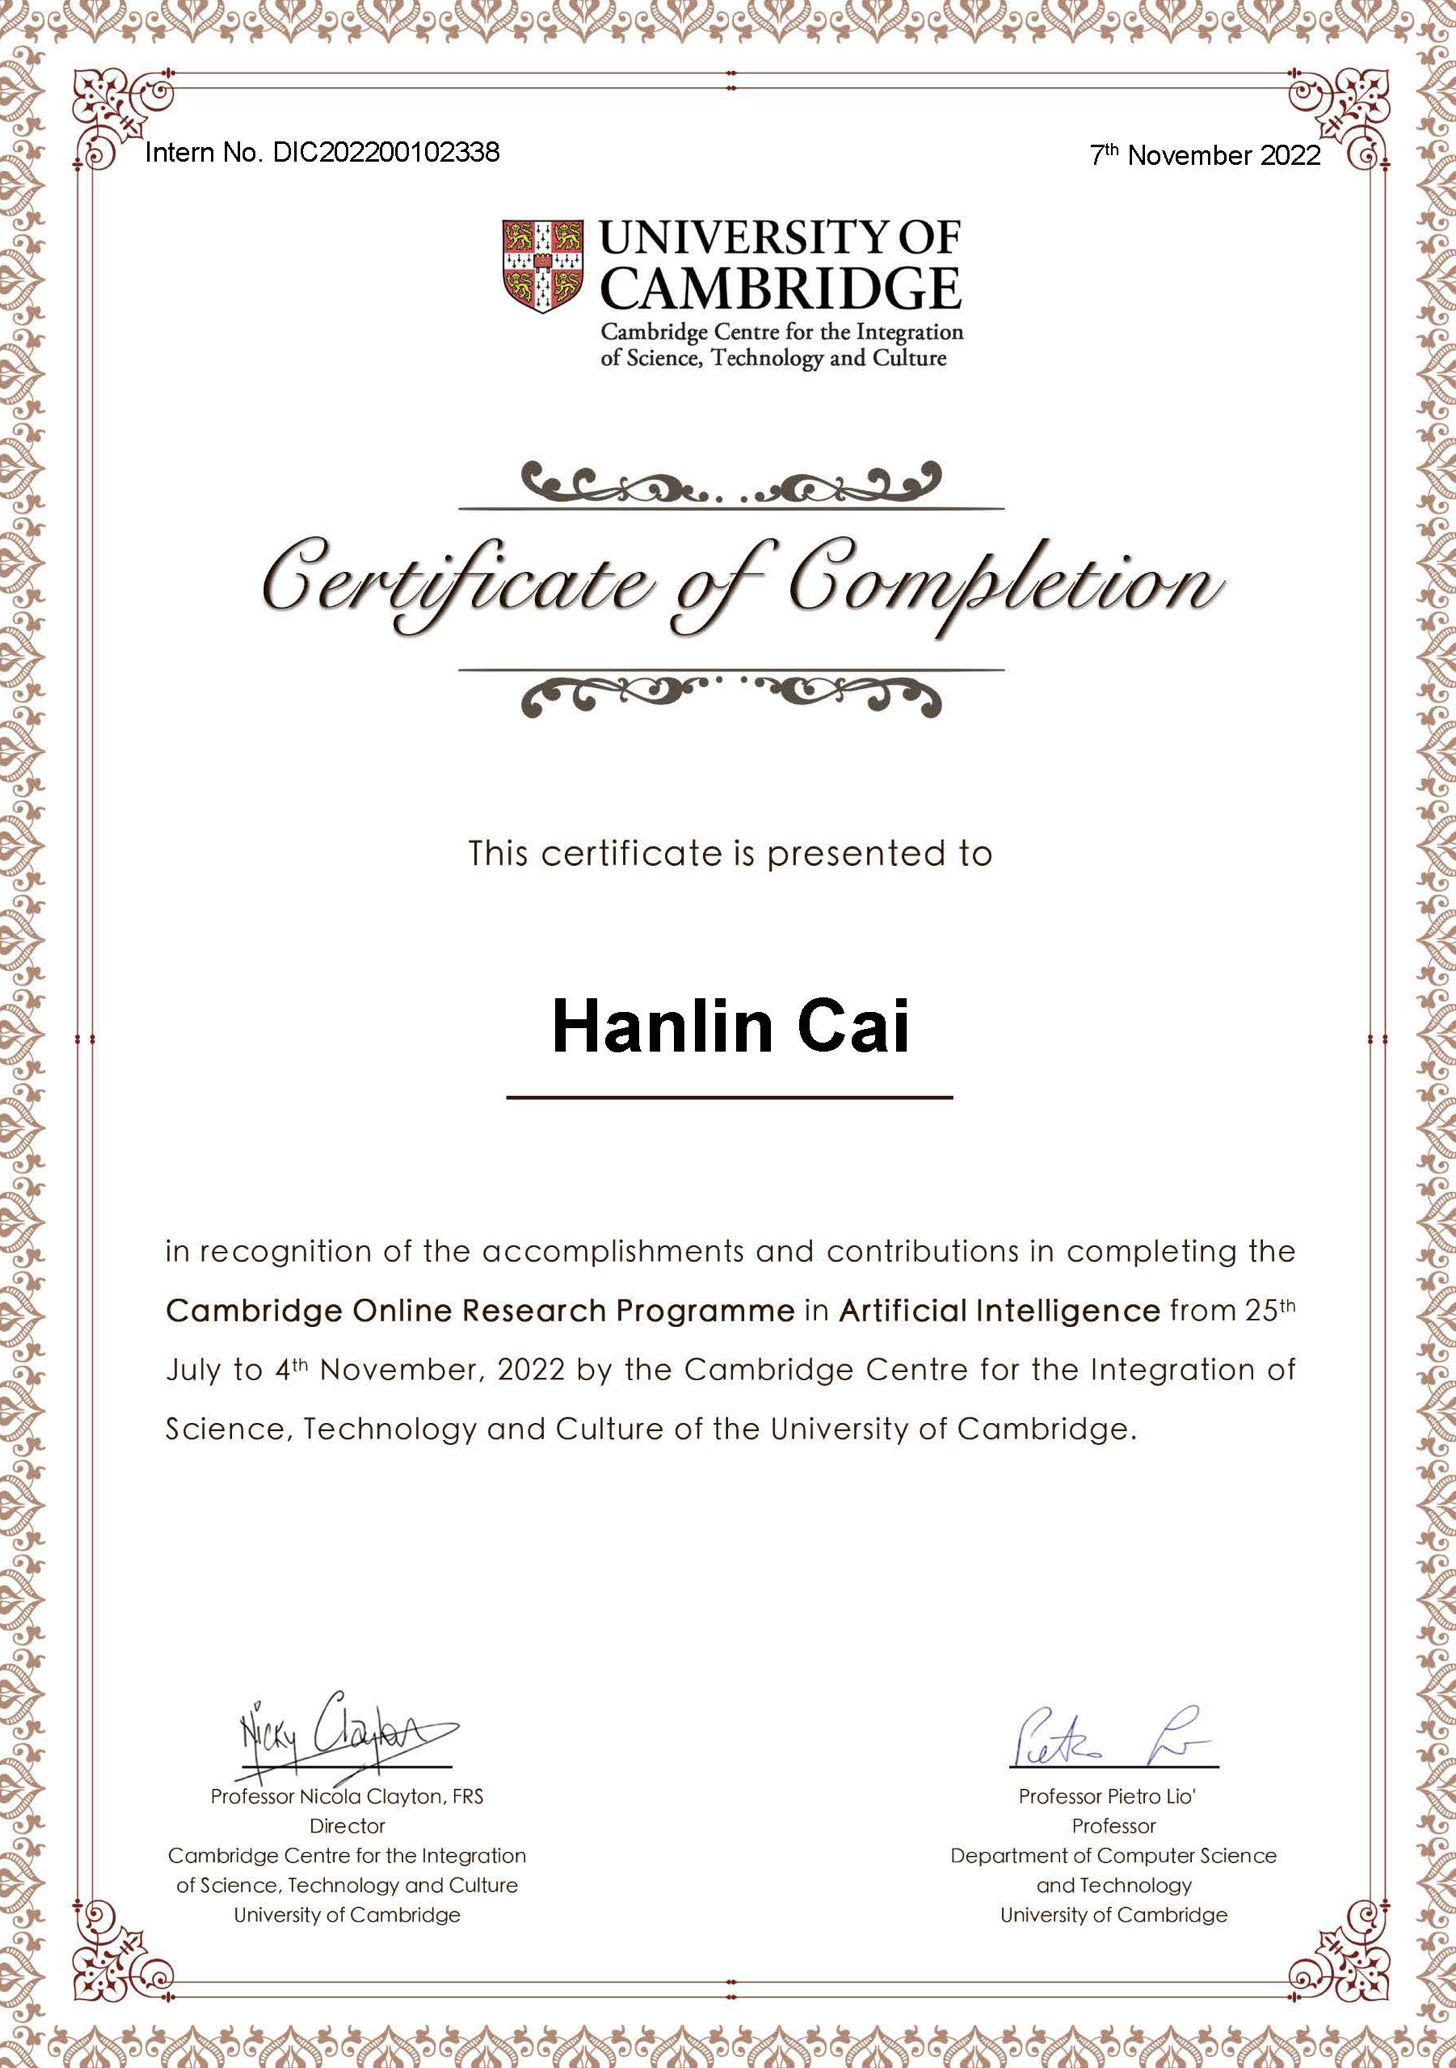 Intern No. DIC202200102338
7th November 2022
UNIVERSITY OF
CAMBRIDGE
Cambridge Centre for the Integration
of Science, Technology and Culture
Certificate of Completion
This certificate is presented to
Hanlin Cai
in recognition of the accomplishments and contributions in completing the
Cambridge Online Research Programme in Artificial Intelligence from 25th
July to 4th November, 2022 by the Cambridge Centre for the Integration of
Science, Technology and Culture of the University of Cambridge.
Nicky Clayton
Professor Nicola Clayton, FRS
Director
Cambridge Centre for the Integration
of Science, Technology and Culture
University of Cambridge
Pietro Lio
Professor Pietro Lio'
Professor
Department of Computer Science
and Technology
University of Cambridge